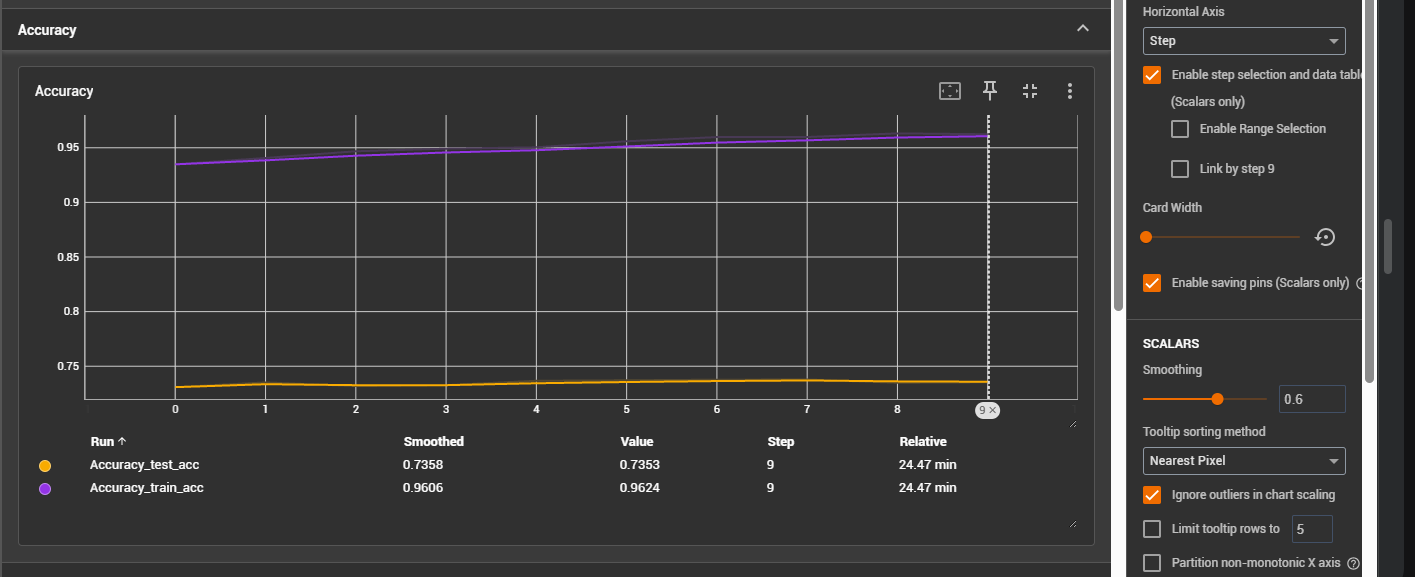 Accuracy
Accuracy
0.95
0.9
0.85
0.8
0.75
0 1 2 3 4 5 6 7 8 9 ×
Run ↑ Smoothed Value Step Relative
Accuracy_test_acc 0.7358 0.7353 9 24.47 min
Accuracy_train_acc 0.9606 0.9624 9 24.47 min
Horizontal Axis
Step
Enable step selection and data table
(Scalars only)
Enable Range Selection
Link by step 9
Card Width
Enable saving pins (Scalars only)
SCALARS
Smoothing
0.6
Tooltip sorting method
Nearest Pixel
Ignore outliers in chart scaling
Limit tooltip rows to 5
Partition non-monotonic X axis ?